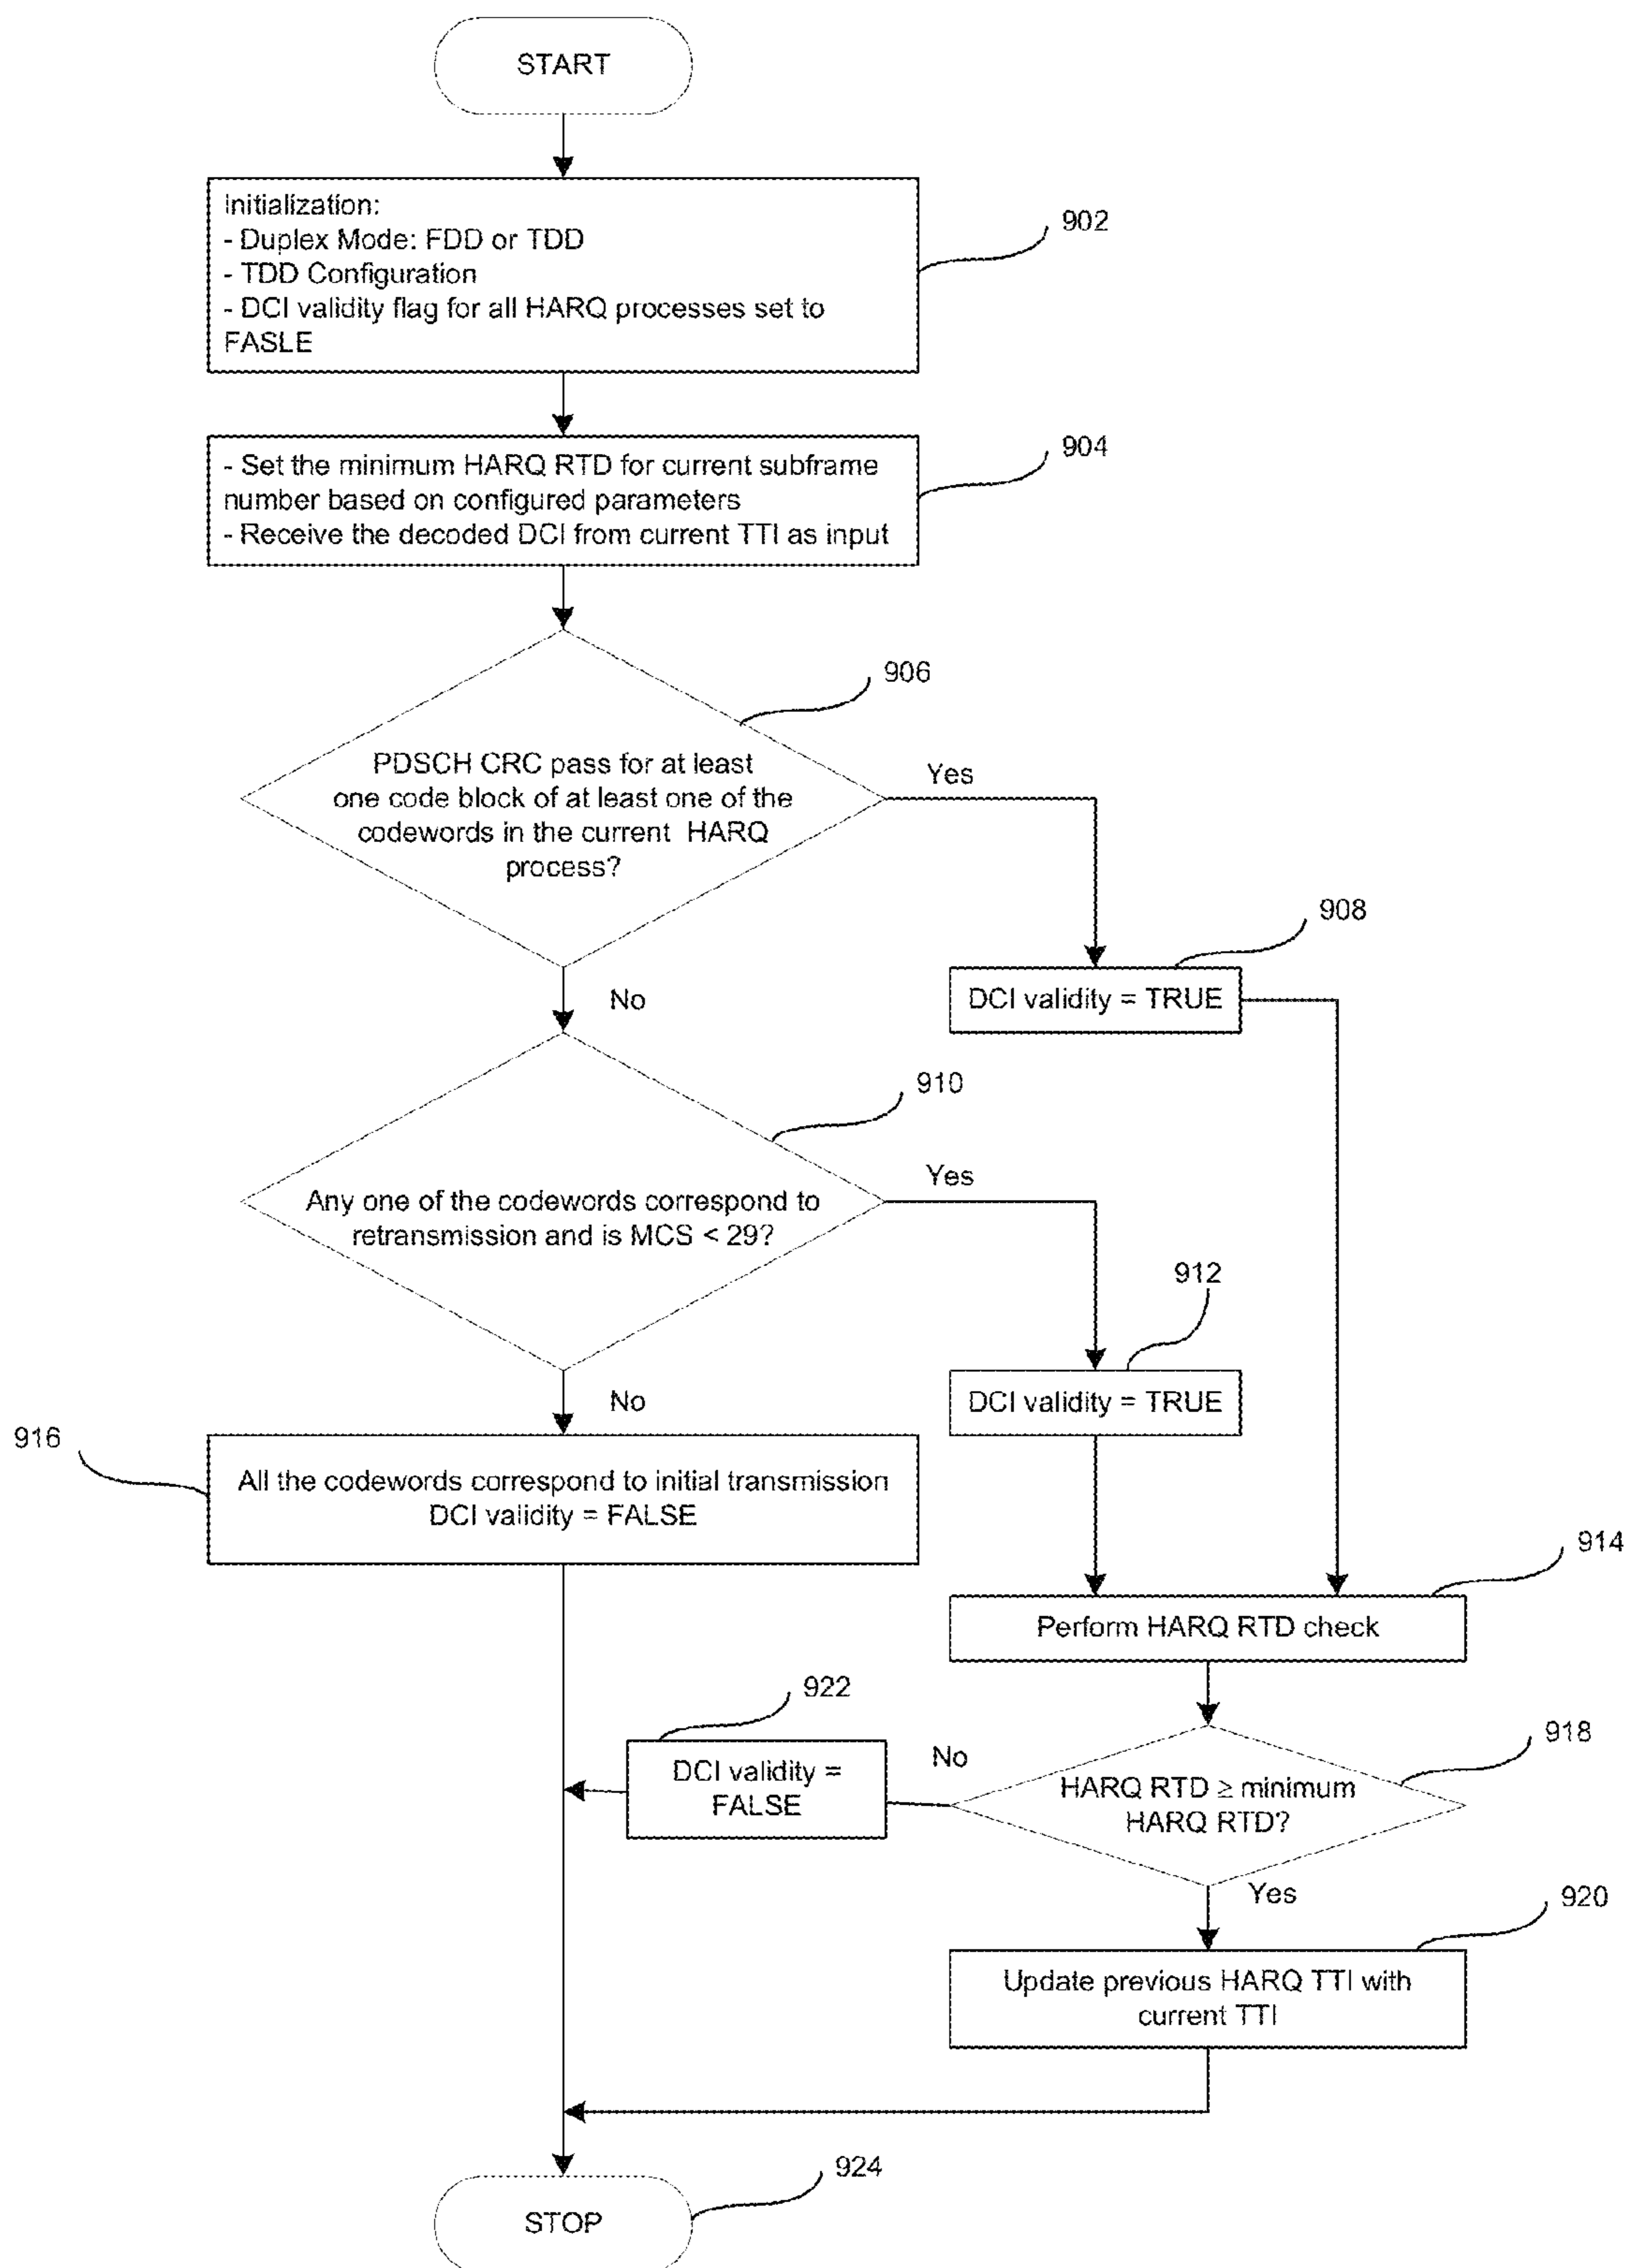 START
Initialization:
- Duplex Mode: FDD or TDD
- TDD Configuration
- DCI validity flag for all HARQ processes set to
FASLE
902
- Set the minimum HARQ RTD for current subframe
number based on configured parameters
- Receive the decoded DCI from current TTI as input
904
906
PDSCH CRC pass for at least
one code block of at least one of the
codewords in the current HARQ
process?
Yes
908
DCI validity = TRUE
No
910
Any one of the codewords correspond to
retransmission and is MCS < 29?
Yes
912
DCI validity = TRUE
No
916
All the codewords correspond to initial transmission
DCI validity = FALSE
914
Perform HARQ RTD check
922
DCI validity =
FALSE
No
918
HARQ RTD ≥ minimum
HARQ RTD?
Yes
920
Update previous HARQ TTI with
current TTI
924
STOP